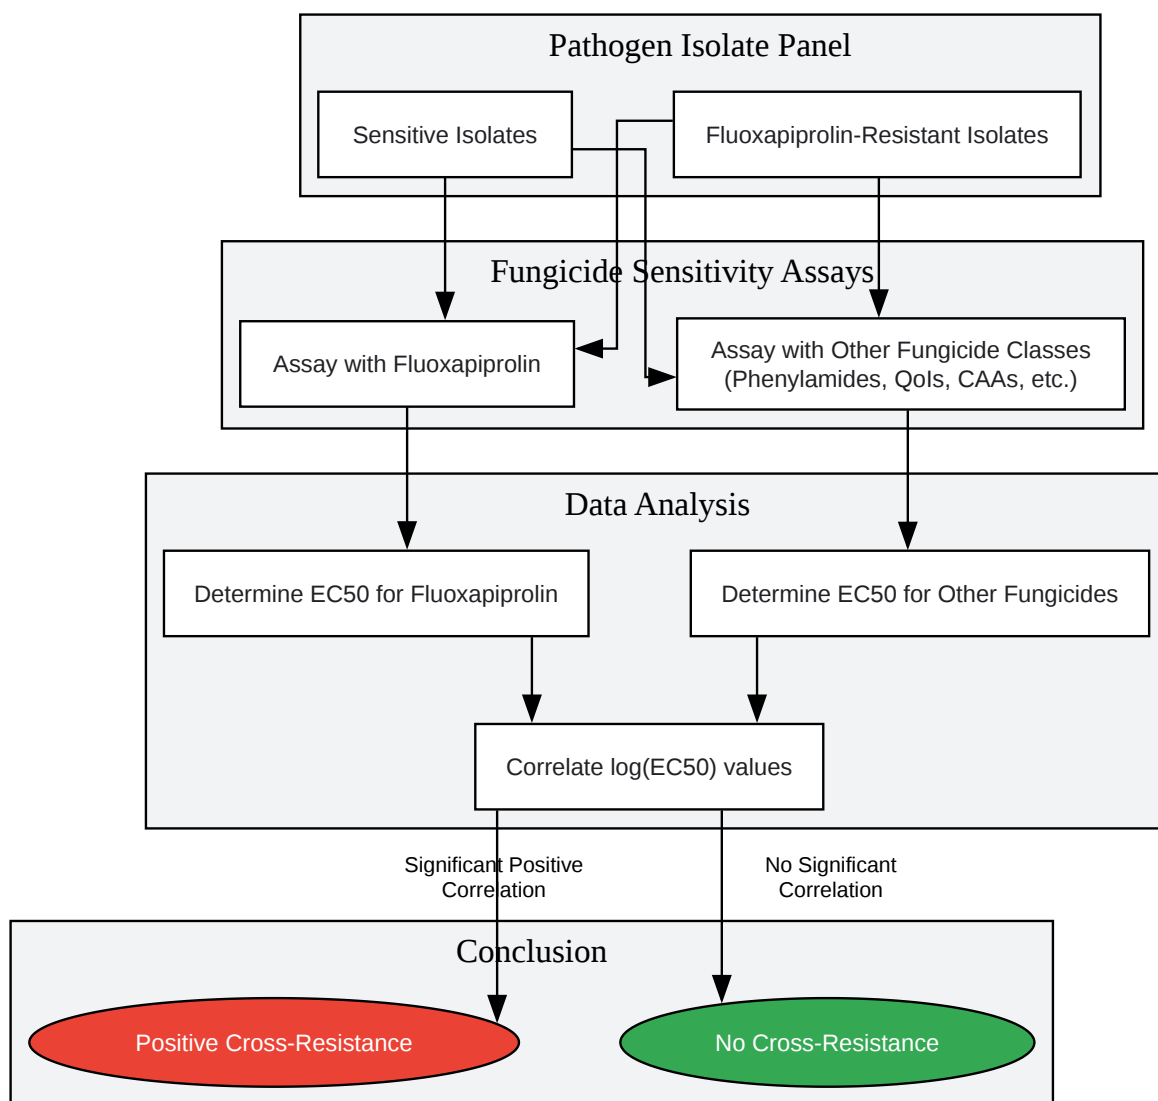 Pathogen Isolate Panel
Sensitive Isolates
Fluoxapiprolin-Resistant Isolates
Fungicide Sensitivity Assays
Assay with Fluoxapiprolin
Assay with Other Fungicide Classes
(Phenylamides, QoIs, CAAs, etc.)
Data Analysis
Determine EC50 for Fluoxapiprolin
Determine EC50 for Other Fungicides
Correlate log(EC50) values
Significant Positive
Correlation
No Significant
Correlation
Conclusion
Positive Cross-Resistance
No Cross-Resistance